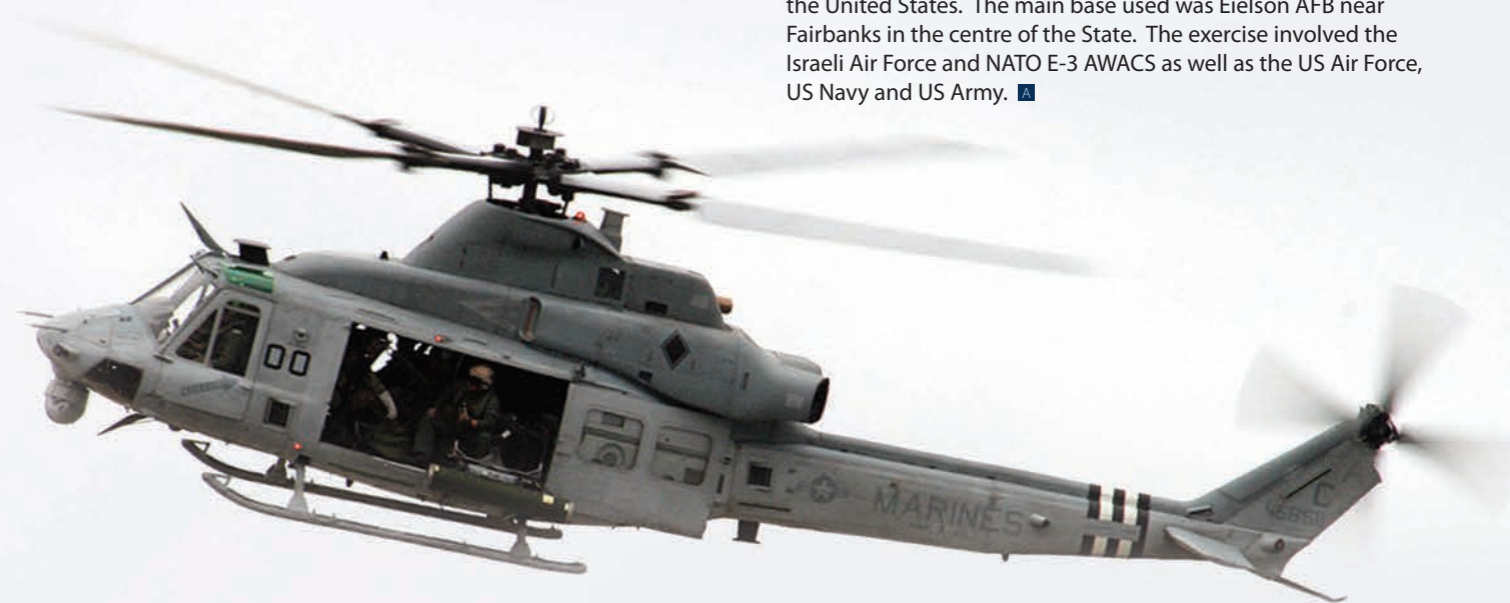 the United States. The main base used was Eielson AFB near
Fairbanks in the centre of the State. The exercise involved the
Israeli Air Force and NATO E-3 AWACS as well as the US Air Force,
US Navy and US Army. A
00
MARINES
C